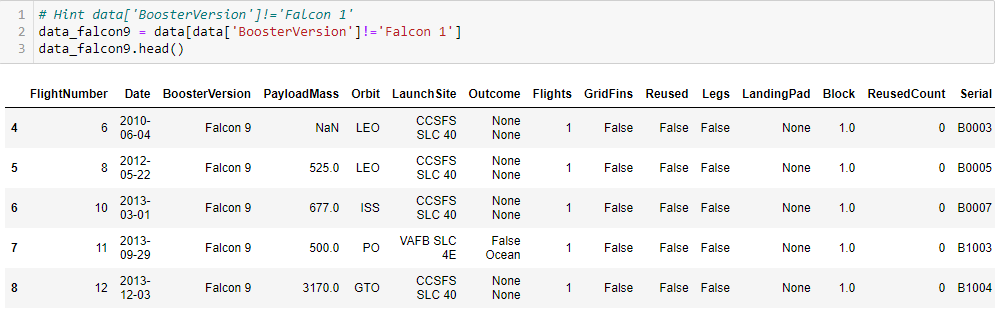 1 # Hint data['BoosterVersion']!='Falcon 1'
2 data_falcon9 = data[data['BoosterVersion']!='Falcon 1']
3 data_falcon9.head()
FlightNumber Date BoosterVersion PayloadMass Orbit LaunchSite Outcome Flights GridFins Reused Legs LandingPad Block ReusedCount Serial
4 6 2010-06-04 Falcon 9 NaN LEO CCSFS SLC 40 None None 1 False False False None 1.0 0 B0003
5 8 2012-05-22 Falcon 9 525.0 LEO CCSFS SLC 40 None None 1 False False False None 1.0 0 B0005
6 10 2013-03-01 Falcon 9 677.0 ISS CCSFS SLC 40 None None 1 False False False None 1.0 0 B0007
7 11 2013-09-29 Falcon 9 500.0 PO VAFB SLC 4E False Ocean 1 False False False None 1.0 0 B1003
8 12 2013-12-03 Falcon 9 3170.0 GTO CCSFS SLC 40 None None 1 False False False None 1.0 0 B1004